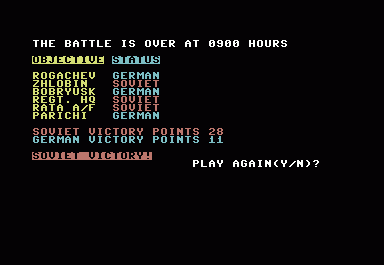 THE BATTLE IS OVER AT 0900 HOURS
OBJECTIVE STATUS
ROGACHEV GERMAN
ZHLOBIN SOVIET
BOBRYUSK GERMAN
REGT. HQ SOVIET
RATA A/F SOVIET
PARICHI GERMAN
SOVIET VICTORY POINTS 28
GERMAN VICTORY POINTS 11
SOVIET VICTORY!
PLAY AGAIN(Y/N)?